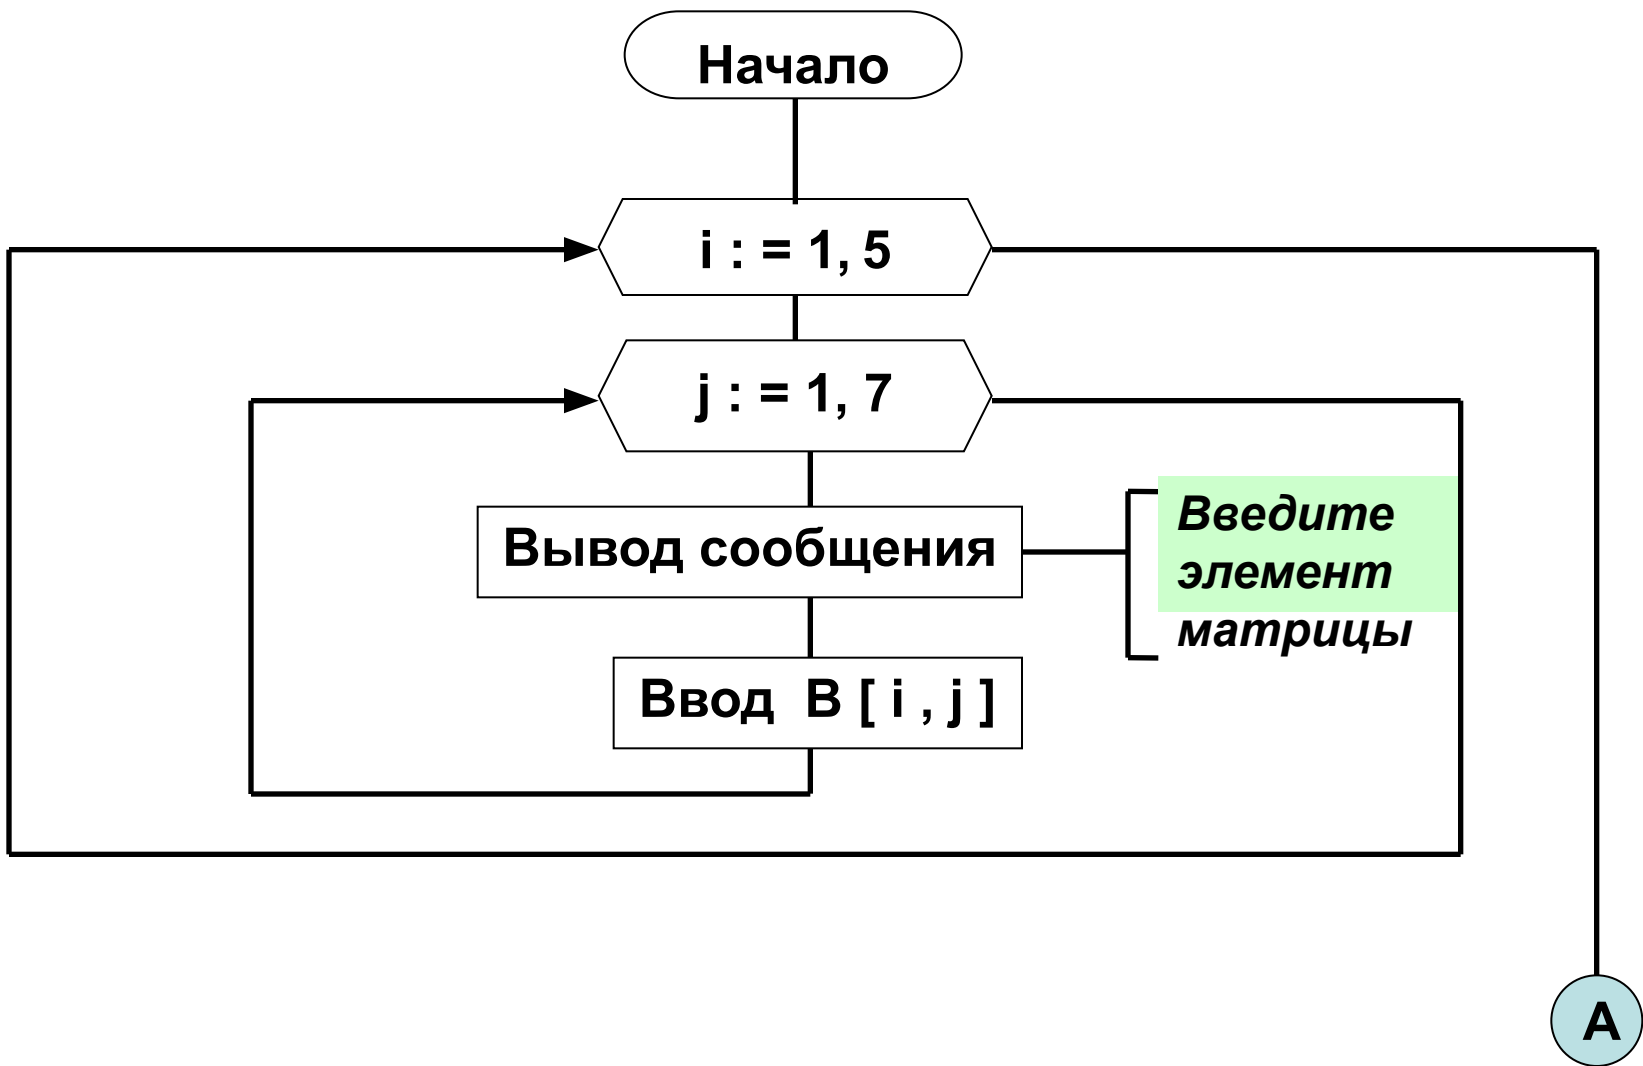 Начало
i : = 1, 5
j : = 1, 7
Вывод сообщения
Введите
элемент
матрицы
Ввод В [ i , j ]
А